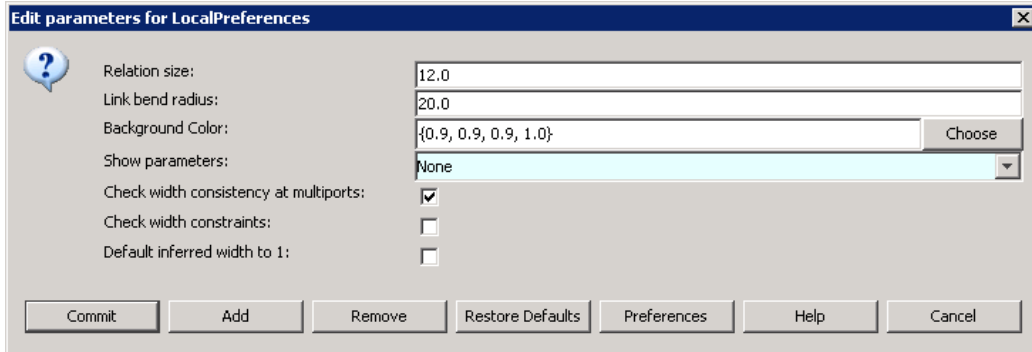 Edit parameters for LocalPreferences
Relation size: 12.0
Link bend radius: 20.0
Background Color: {0.9, 0.9, 0.9, 1.0} Choose
Show parameters: None
Check width consistency at multiports:
Check width constraints:
Default inferred width to 1:
Commit Add Remove Restore Defaults Preferences Help Cancel